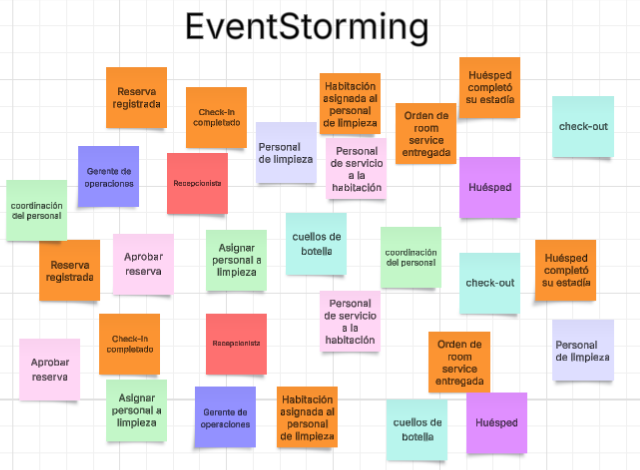 EventStorming
Reserva
registrada
Check-in
completado
Habitación
asignada al
personal
de limpieza
Orden de
room
service
entregada
Huésped
completó
su estadía
check-out
Personal
de limpieza
Personal
de servicio
a la
habitación
Gerente de
operaciones
Recepcionista
Huésped
coordinación
del personal
Reserva
registrada
Aprobar
reserva
Asignar
personal a
limpieza
cuellos de
botella
coordinación
del personal
check-out
Huésped
completó
su estadía
Personal
de servicio
a la
habitación
Check-in
completado
Recepcionista
Orden de
room
service
entregada
Personal
de limpieza
Aprobar
reserva
Asignar
personal a
limpieza
Gerente de
operaciones
Habitación
asignada al
personal
de limpieza
cuellos de
botella
Huésped